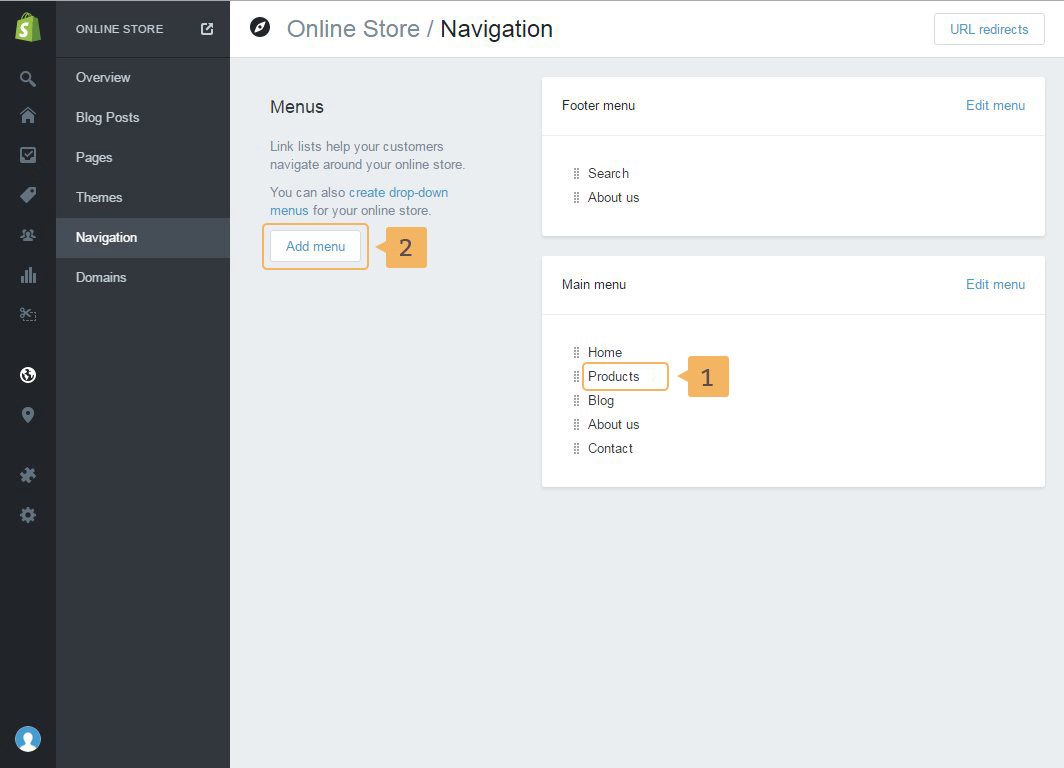 ONLINE STORE
Overview
Blog Posts
Pages
Themes
Navigation
Domains
Online Store / Navigation
URL redirects
Menus
Link lists help your customers
navigate around your online store.
You can also create drop-down
menus for your online store.
Add menu
2
Footer menu
Edit menu
Search
About us
Main menu
Edit menu
Home
Products
1
Blog
About us
Contact